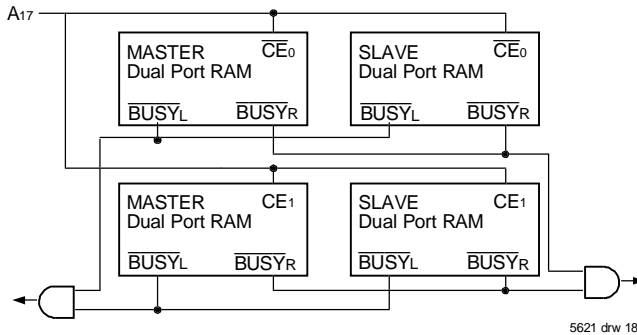 A17
MASTER CE0 SLAVE CE0
Dual Port RAM Dual Port RAM
BUSYL BUSYR BUSYL BUSYR
MASTER CE1 SLAVE CE1
Dual Port RAM Dual Port RAM
BUSYL BUSYR BUSYL BUSYR
5621 drw 18